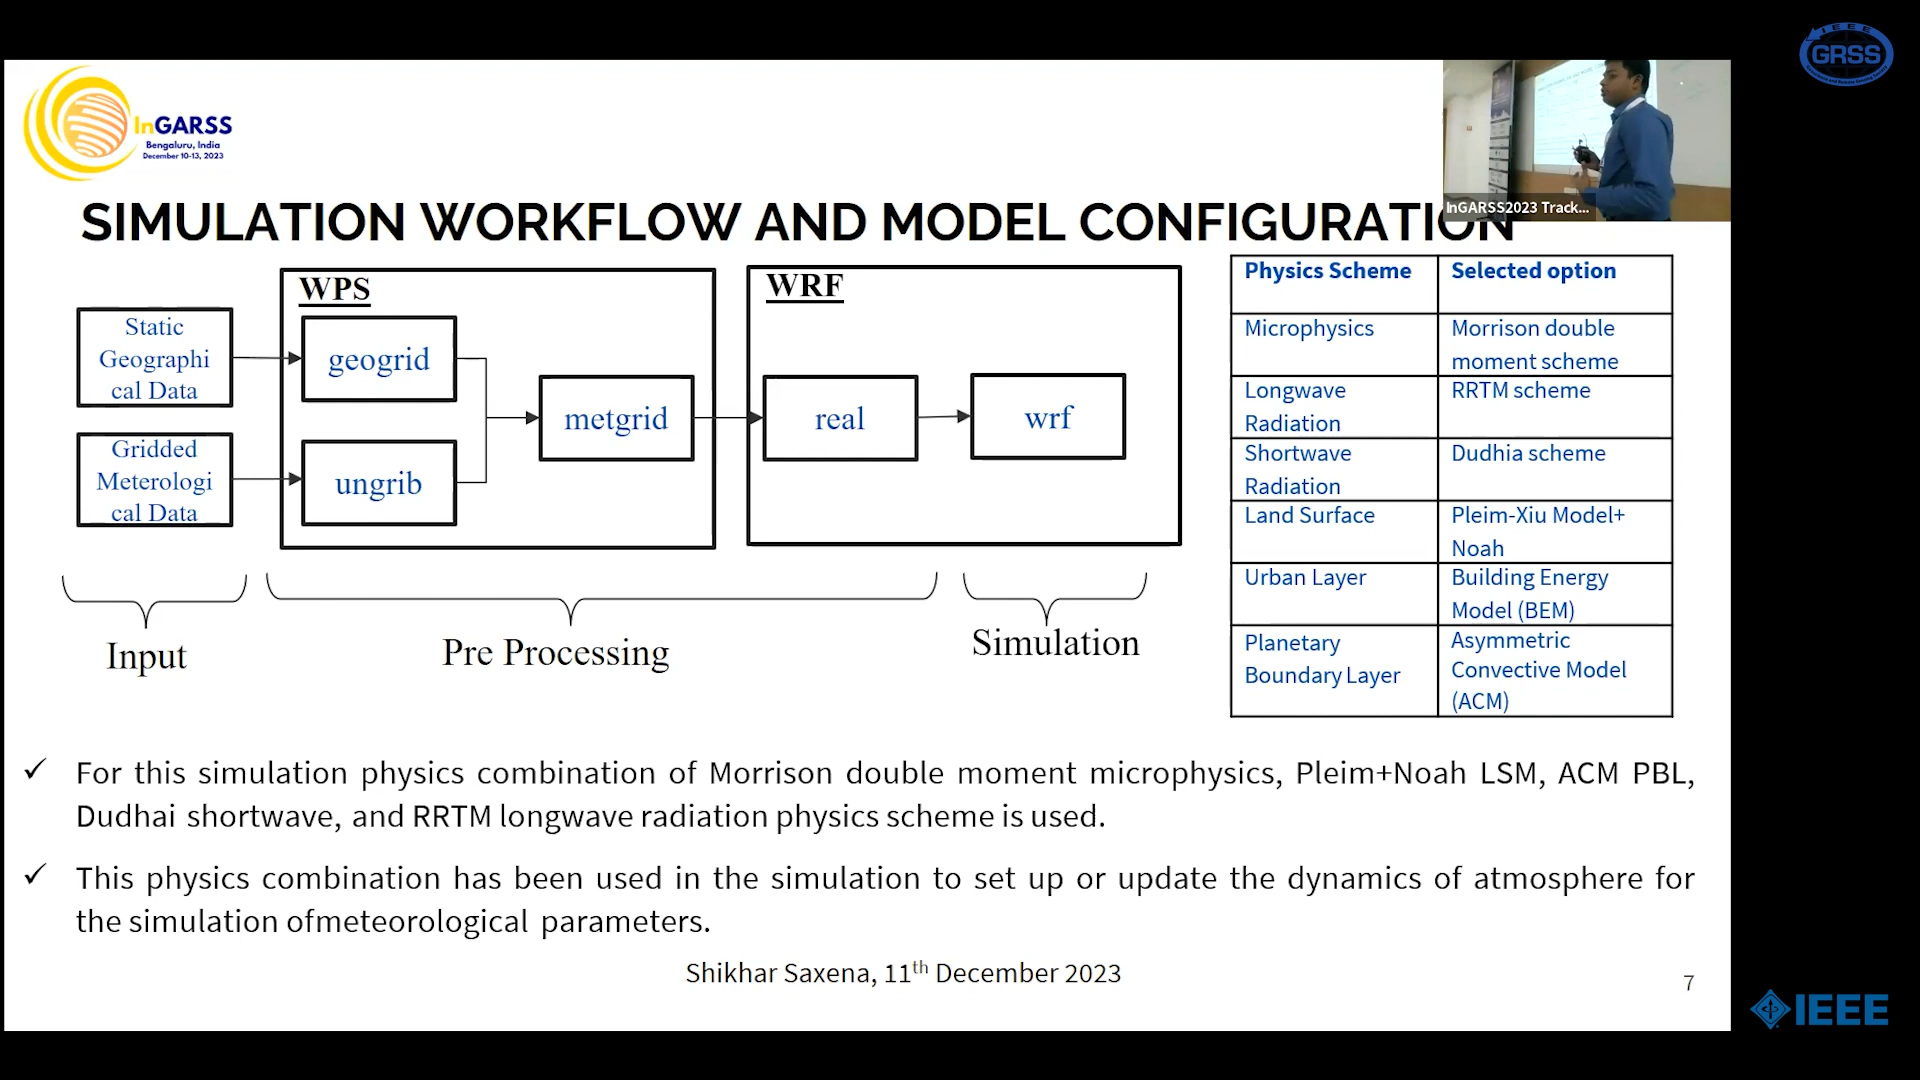 IEEE
GRSS
InGARSS
Bengaluru, India
December 10-13, 2023
InGARSS2023 Track...
SIMULATION WORKFLOW AND MODEL CONFIGURATION
Static
Geographi
cal Data
Gridded
Meterologi
cal Data
WPS
geogrid
ungrib
metgrid
WRF
real
wrf
Input
Pre Processing
Simulation
Physics Scheme Selected option
Microphysics Morrison double
moment scheme
Longwave RRTM scheme
Radiation
Shortwave Dudhia scheme
Radiation
Land Surface Pleim-Xiu Model+
Noah
Urban Layer Building Energy
Model (BEM)
Planetary Asymmetric
Boundary Layer Convective Model
(ACM)
✓ For this simulation physics combination of Morrison double moment microphysics, Pleim+Noah LSM, ACM PBL,
Dudhai shortwave, and RRTM longwave radiation physics scheme is used.
✓ This physics combination has been used in the simulation to set up or update the dynamics of atmosphere for
the simulation ofmeteorological parameters.
Shikhar Saxena, 11th December 2023
7
IEEE